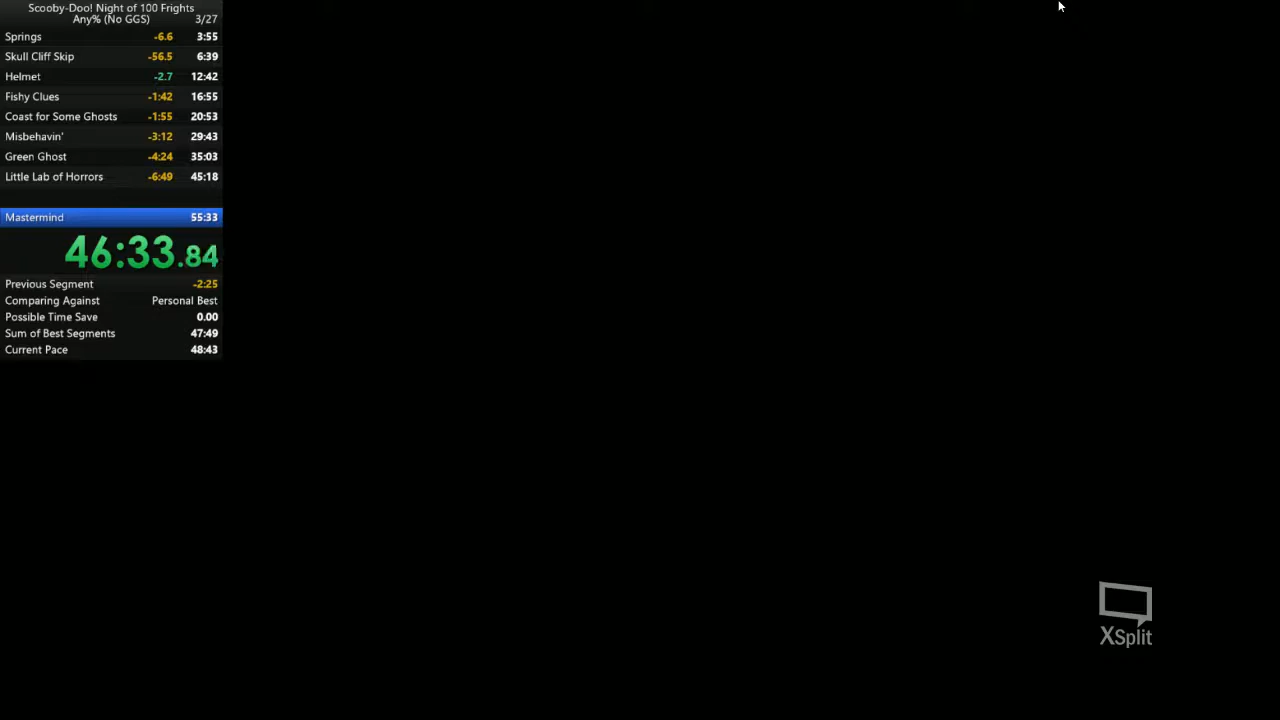 Scooby-Doo! Night of 100 Frights
Any% (No GGS) 3/27
Springs -6.6 3:55
Skull Cliff Skip -56.5 6:39
Helmet -2.7 12:42
Fishy Clues -1:42 16:55
Coast for Some Ghosts -1:55 20:53
Misbehavin' -3:12 29:43
Green Ghost -4:24 35:03
Little Lab of Horrors -6:49 45:18
Mastermind 55:33
46:33.84
Previous Segment -2:25
Comparing Against Personal Best
Possible Time Save 0.00
Sum of Best Segments 47:49
Current Pace 48:43
XSplit